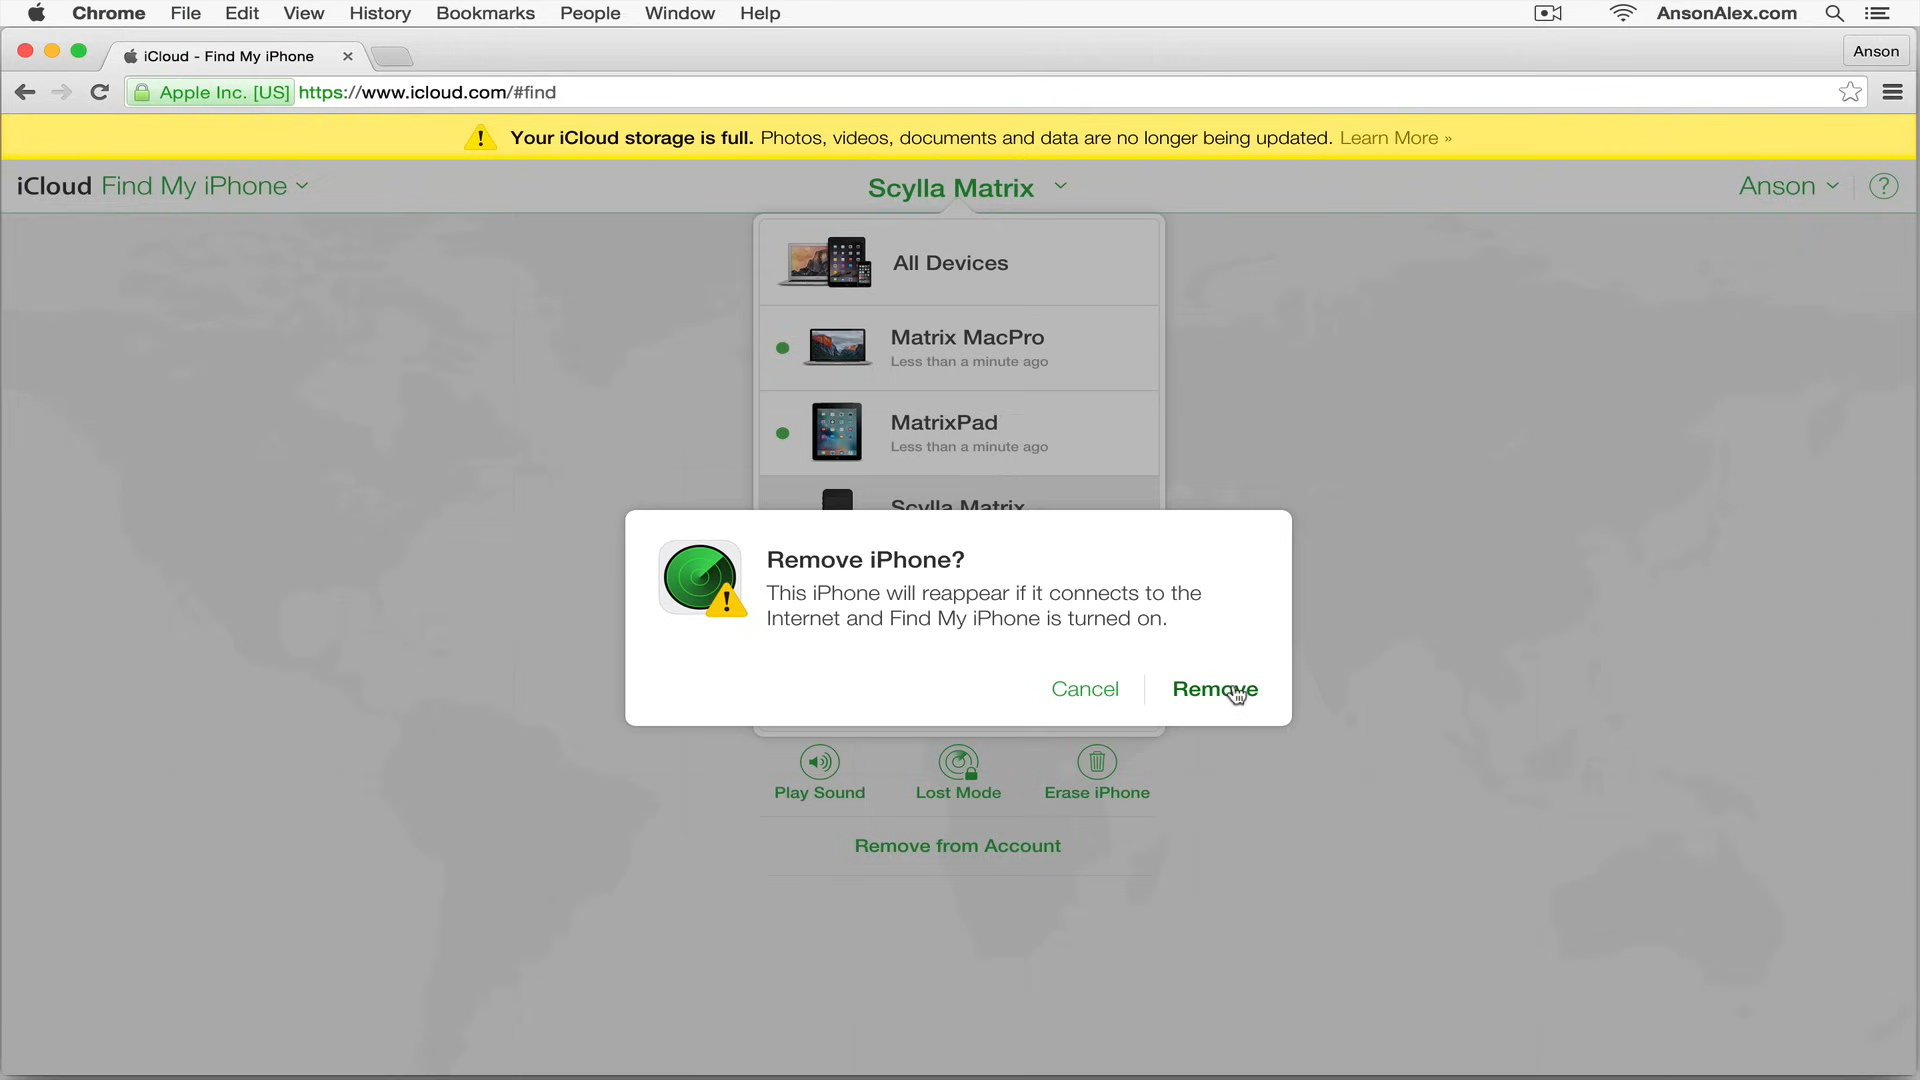 Chrome File Edit View History Bookmarks People Window Help AnsonAlex.com
iCloud - Find My iPhone Anson
Apple Inc. [US] https://www.icloud.com/#find
Your iCloud storage is full. Photos, videos, documents and data are no longer being updated. Learn More »
iCloud Find My iPhone Scylla Matrix Anson ?
All Devices
Matrix MacPro
Less than a minute ago
MatrixPad
Less than a minute ago
Scylla Matrix
Remove iPhone?
This iPhone will reappear if it connects to the
Internet and Find My iPhone is turned on.
Cancel Remove
Play Sound Lost Mode Erase iPhone
Remove from Account